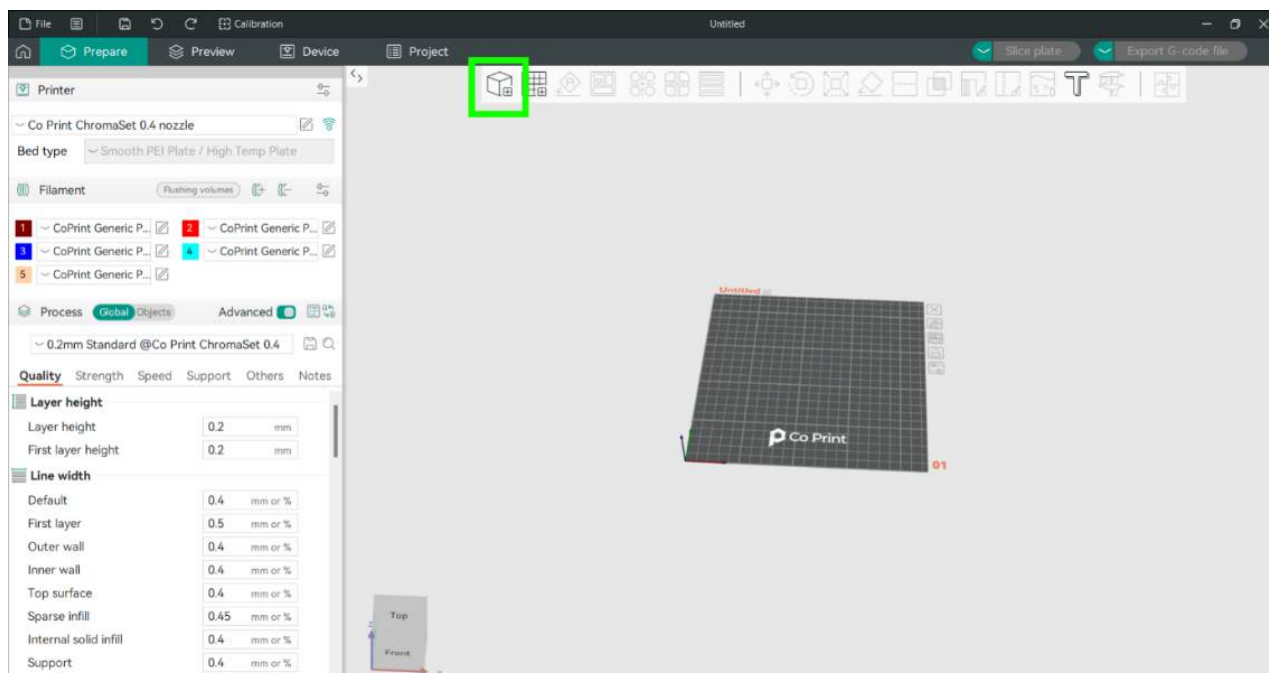 File Calibration Untitled
Prepare Preview Device Project Slice plate Export G-code file
Printer
Co Print ChromaSet 0.4 nozzle
Bed type Smooth PEI Plate / High Temp Plate
Filament Flushing volumes
1 CoPrint Generic P... 2 CoPrint Generic P...
3 CoPrint Generic P... 4 CoPrint Generic P...
5 CoPrint Generic P...
Process Global Objects Advanced
0.2mm Standard @Co Print ChromaSet 0.4
Quality Strength Speed Support Others Notes
Layer height
Layer height 0.2 mm
First layer height 0.2 mm
Line width
Default 0.4 mm or %
First layer 0.5 mm or %
Outer wall 0.4 mm or %
Inner wall 0.4 mm or %
Top surface 0.4 mm or %
Sparse infill 0.45 mm or %
Internal solid infill 0.4 mm or %
Support 0.4 mm or %
Untitled
Co Print
01
Top
Front